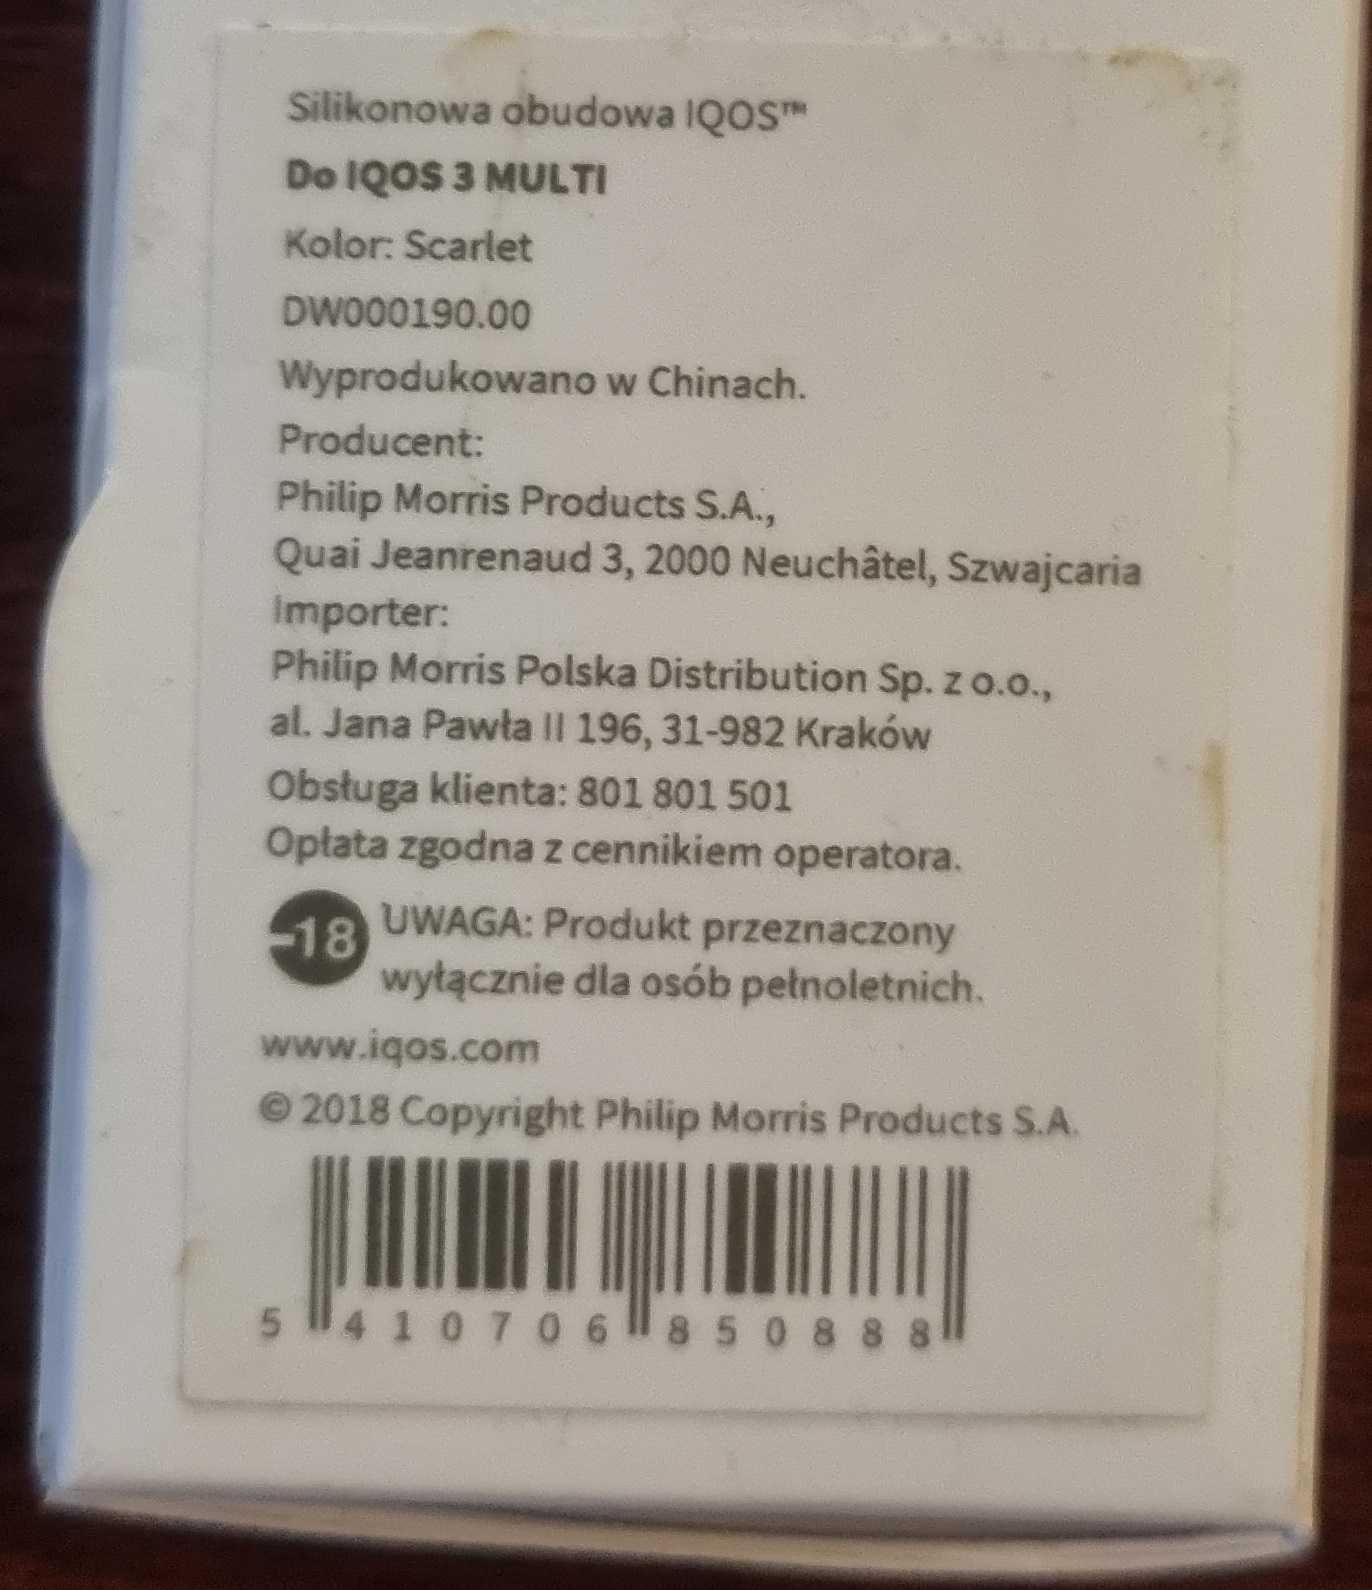 Silikonowa obudowa IQOS™
Do IQOS 3 MULTI
Kolor: Scarlet
DW000190.00
Wyprodukowano w Chinach.
Producent:
Philip Morris Products S.A.,
Quai Jeanrenaud 3, 2000 Neuchâtel, Szwajcaria
Importer:
Philip Morris Polska Distribution Sp. z o.o.,
al. Jana Pawła II 196, 31-982 Kraków
Obsługa klienta: 801 801 501
Opłata zgodna z cennikiem operatora.
-18 UWAGA: Produkt przeznaczony
wyłącznie dla osób pełnoletnich.
www.iqos.com
© 2018 Copyright Philip Morris Products S.A.
5 410706 850888